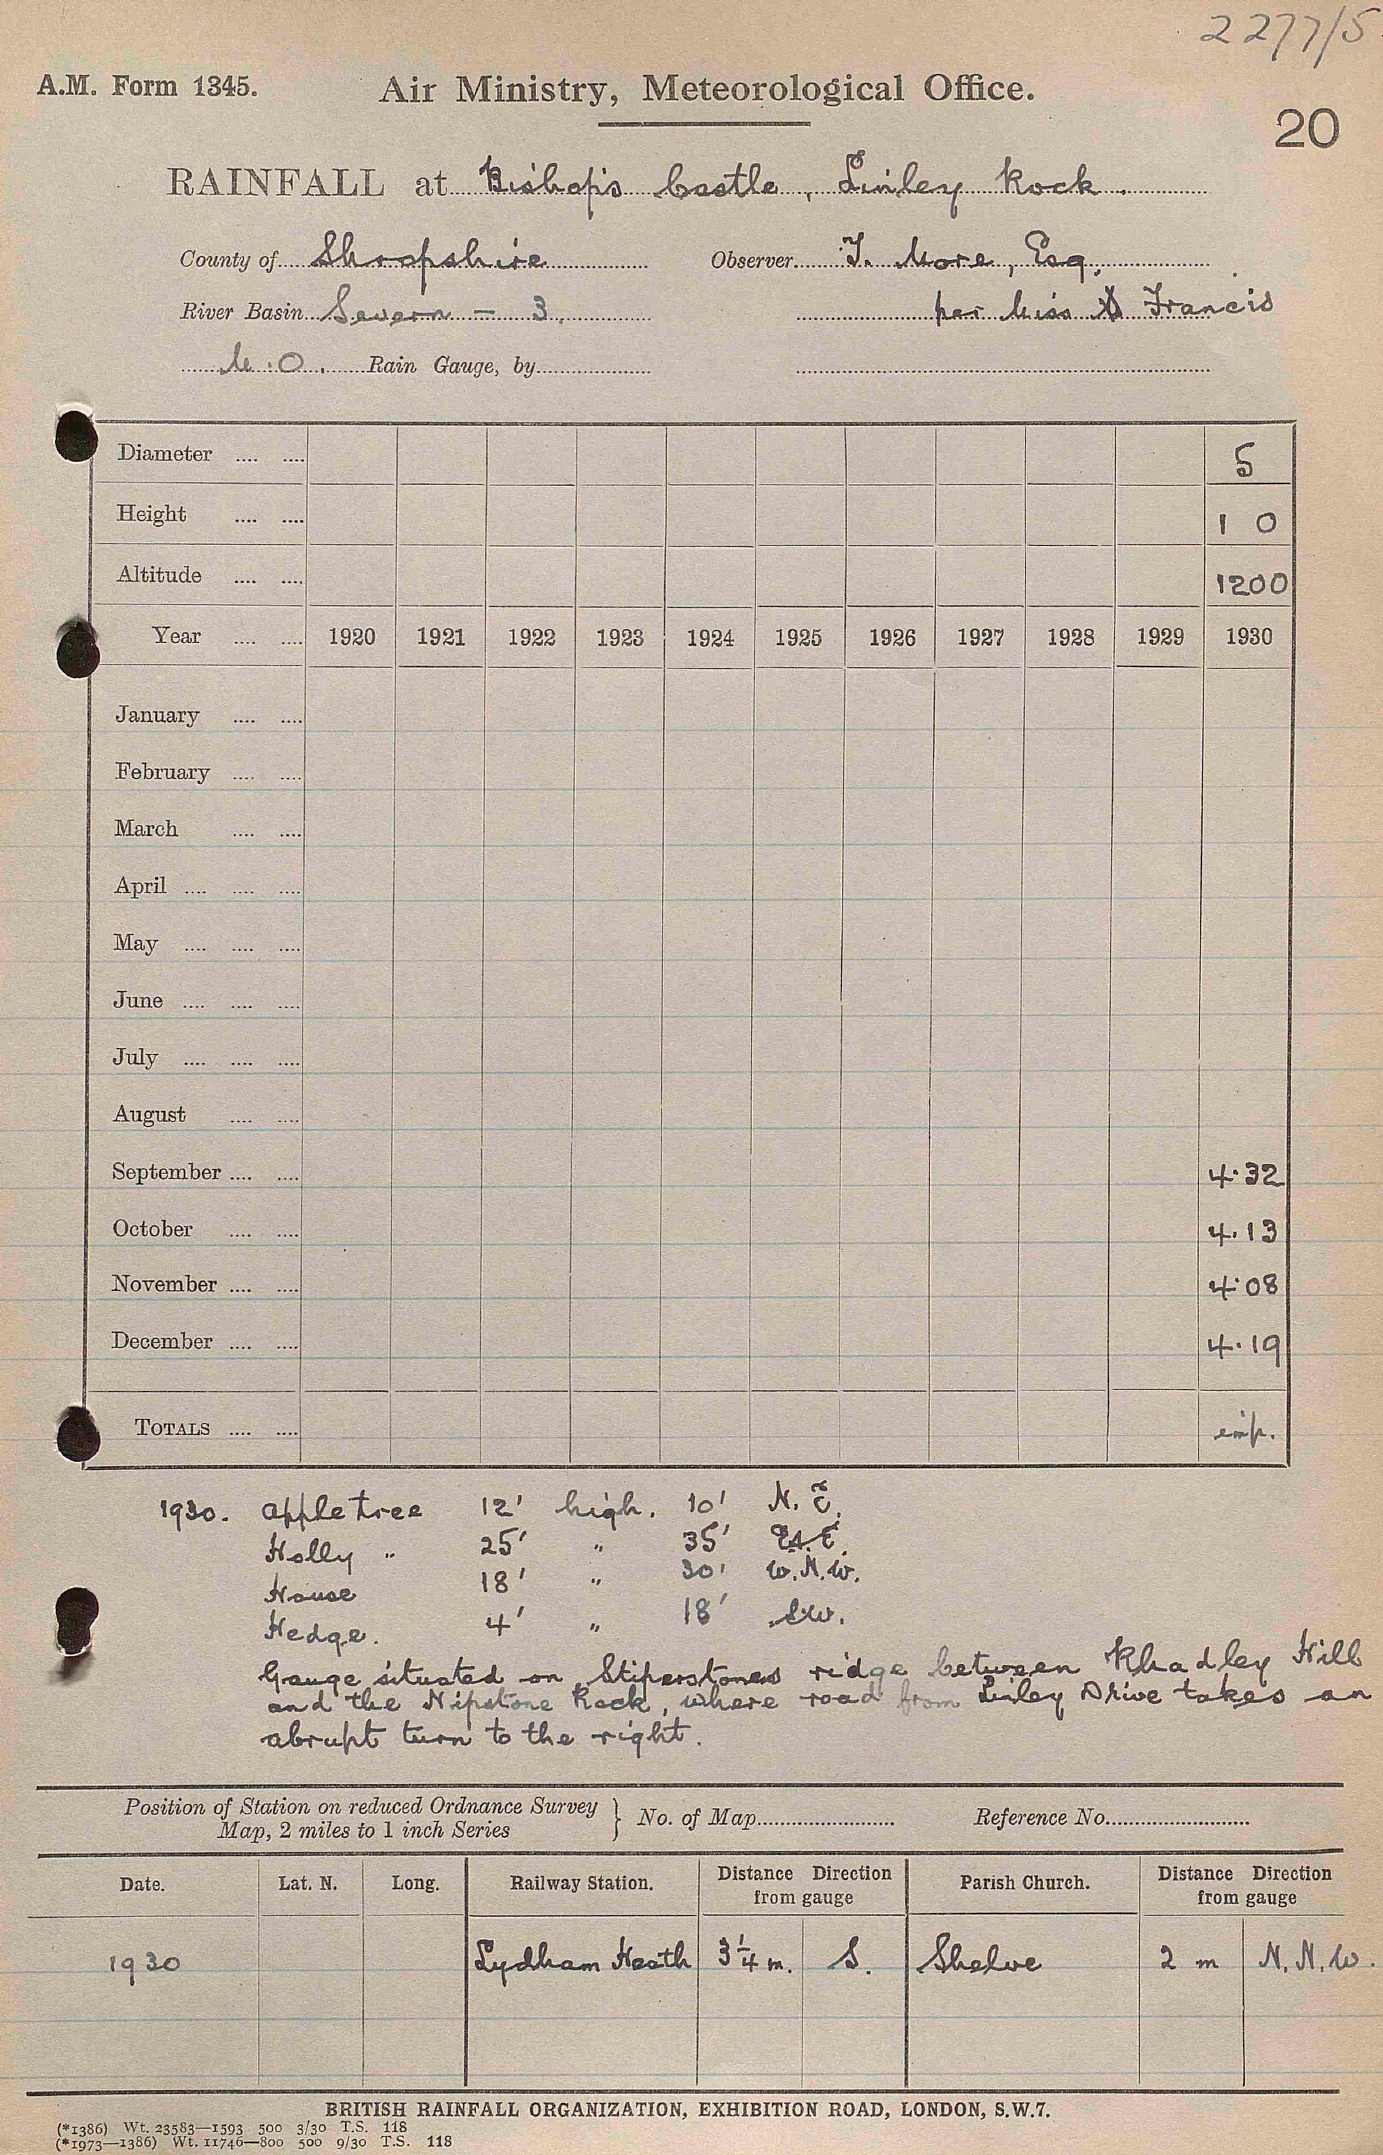 2277/5
A.M. Form 1345. Air Ministry, Meteorological Office.
20
RAINFALL at Bishop's Castle, Linley Rock.
County of Shropshire Observer J. More, Esq.
River Basin Severn - 3. per Miss Francis
M.O. Rain Gauge, by
Diameter .... .... 5
Height .... .... 1 0
Altitude .... .... 1200
Year .... .... 1920 1921 1922 1923 1924 1925 1926 1927 1928 1929 1930
January .... ....
February .... ....
March .... ....
April .... .... ....
May .... .... ....
June .... .... ....
July .... .... ....
August .... ....
September .... .... 4.32
October .... .... 4.13
November .... .... 4.08
December .... .... 4.19
TOTALS .... .... imp.
1930. Appletree 12' high. 10' N.E.
Holly " 25' " 35'
House 18' " 30' W.N.W.
Hedge. 4' " 18' S.W.
Gauge situated on Stiperstones ridge between Rhadley Hill
and the Nipstone Rock, where road from Linley Drive takes an
abrupt turn to the right.
Position of Station on reduced Ordnance Survey } No. of Map Reference No.
Map, 2 miles to 1 inch Series
Date. Lat. N. Long. Railway Station. Distance Direction Parish Church. Distance Direction
from gauge from gauge
1930 Lydham Heath 3¼ m. S. Shelve 2 m N.N.W.
BRITISH RAINFALL ORGANIZATION, EXHIBITION ROAD, LONDON, S.W.7.
(*1386) Wt. 23583—1593 500 3/30 T.S. 118
(*1973—1386) Wt. 11746—800 500 9/30 T.S. 118